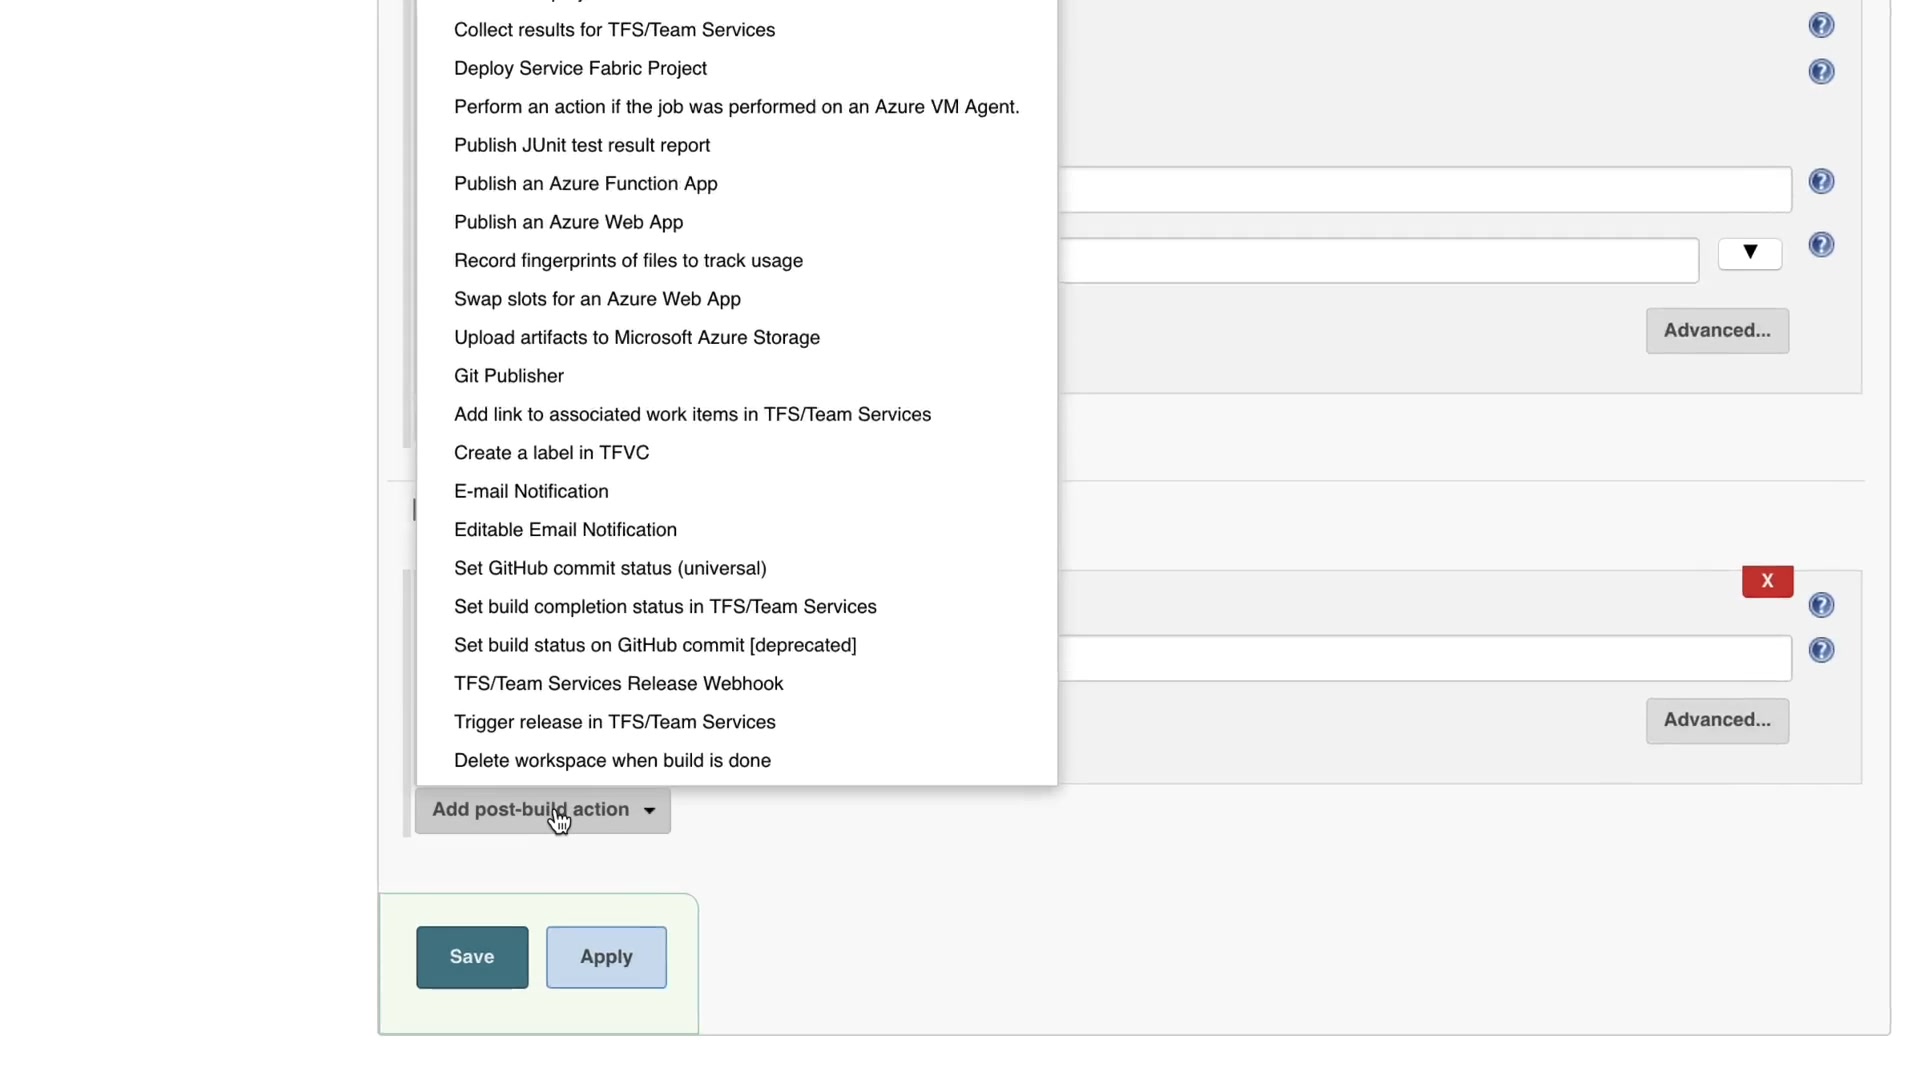 Collect results for TFS/Team Services
Deploy Service Fabric Project
Perform an action if the job was performed on an Azure VM Agent.
Publish JUnit test result report
Publish an Azure Function App
Publish an Azure Web App
Record fingerprints of files to track usage
Swap slots for an Azure Web App
Advanced...
Upload artifacts to Microsoft Azure Storage
Git Publisher
Add link to associated work items in TFS/Team Services
Create a label in TFVC
E-mail Notification
Editable Email Notification
Set GitHub commit status (universal)
X
Set build completion status in TFS/Team Services
Set build status on GitHub commit [deprecated]
TFS/Team Services Release Webhook
Trigger release in TFS/Team Services
Advanced...
Delete workspace when build is done
Add post-build action
Save
Apply